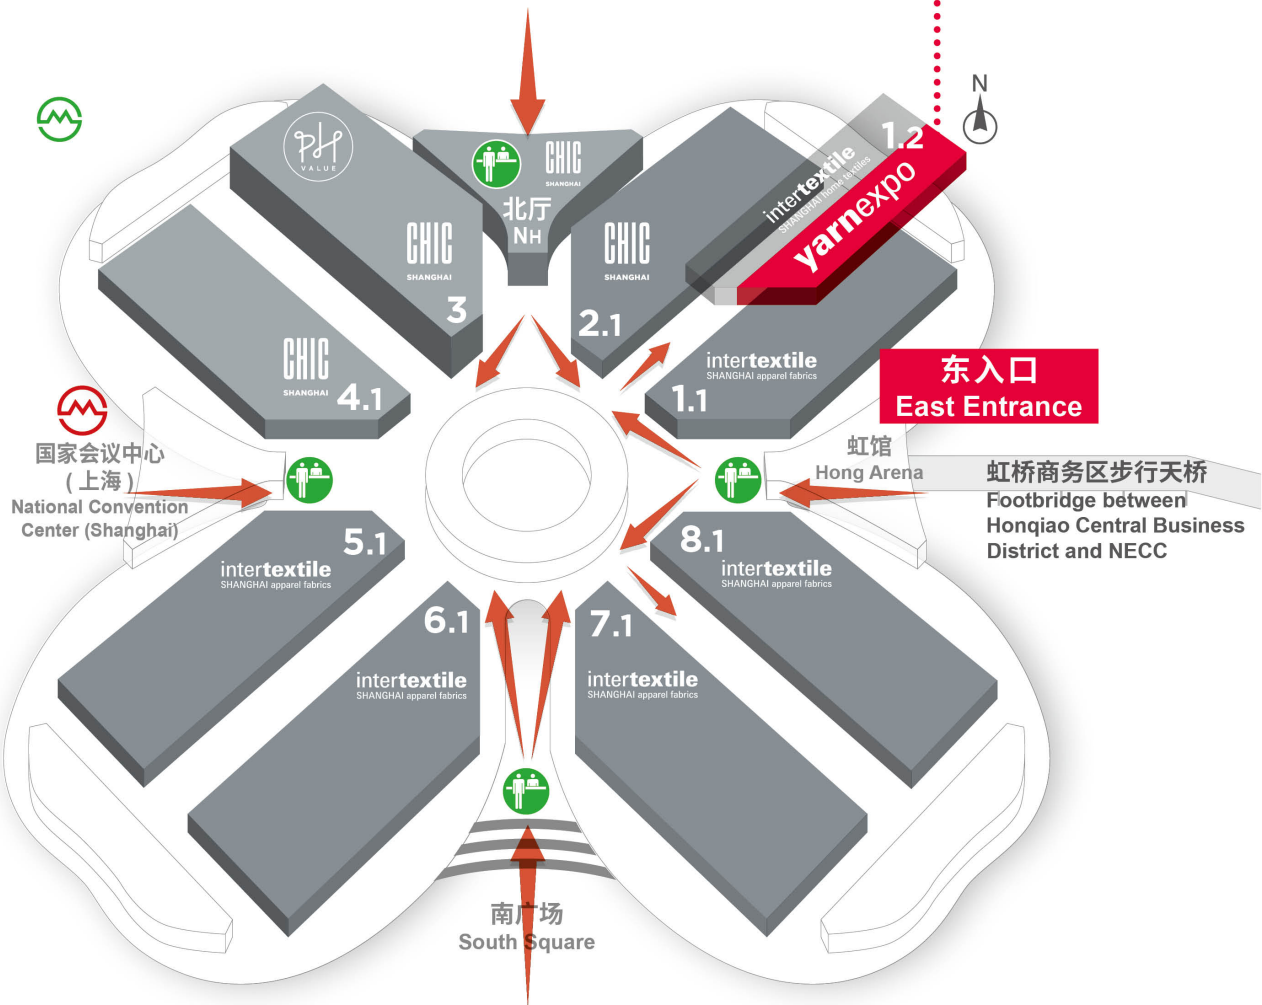 N
PH
VALUE
CHIC
SHANGHAI
北厅
NH
CHIC
SHANGHAI
3
CHIC
SHANGHAI
2.1
1.2
intertextile
SHANGHAI home textiles
yarnexpo
CHIC
SHANGHAI
4.1
intertextile
SHANGHAI apparel fabrics
1.1
东入口
East Entrance
国家会议中心
(上海)
National Convention
Center (Shanghai)
虹馆
Hong Arena
虹桥商务区步行天桥
Footbridge between
Honqiao Central Business
District and NECC
5.1
intertextile
SHANGHAI apparel fabrics
8.1
intertextile
SHANGHAI apparel fabrics
6.1
intertextile
SHANGHAI apparel fabrics
7.1
intertextile
SHANGHAI apparel fabrics
南广场
South Square